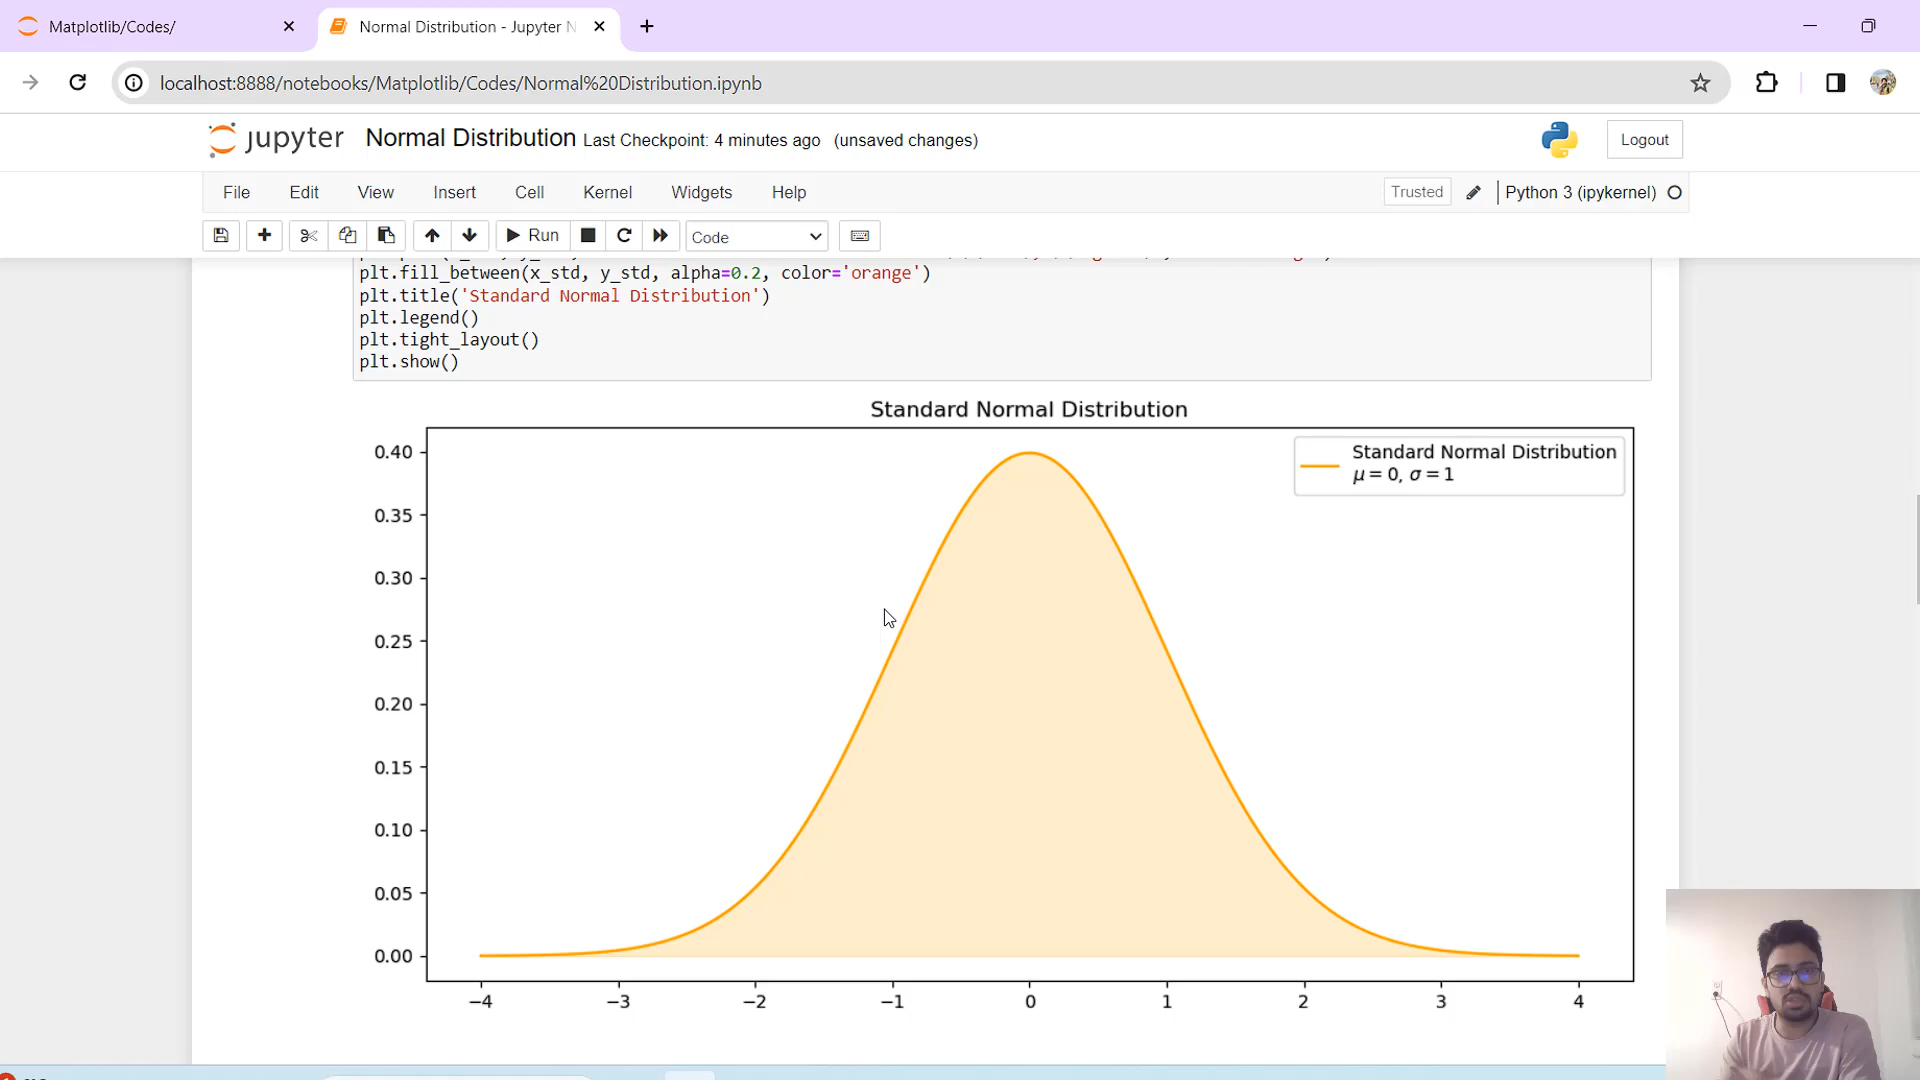 Matplotlib/Codes/
Normal Distribution - Jupyter N
localhost:8888/notebooks/Matplotlib/Codes/Normal%20Distribution.ipynb
jupyter Normal Distribution Last Checkpoint: 4 minutes ago (unsaved changes)
Logout
File Edit View Insert Cell Kernel Widgets Help
Trusted
Python 3 (ipykernel)
Run
Code
plt.fill_between(x_std, y_std, alpha=0.2, color='orange')
plt.title('Standard Normal Distribution')
plt.legend()
plt.tight_layout()
plt.show()
Standard Normal Distribution
Standard Normal Distribution
μ = 0, σ = 1
0.40
0.35
0.30
0.25
0.20
0.15
0.10
0.05
0.00
−4 −3 −2 −1 0 1 2 3 4